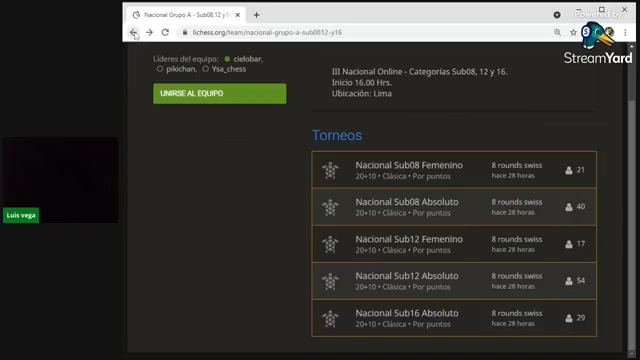 Nacional Grupo A - Sub08,12 y1
lichess.org/team/nacional-grupo-a-sub0812-y16
Powered by
StreamYard
Líderes del equipo: cielobar,
pikichan, Ysa_chess
UNIRSE AL EQUIPO
III Nacional Online - Categorías Sub08, 12 y 16.
Inicio 16.00 Hrs.
Ubicación: Lima
Torneos
Nacional Sub08 Femenino 8 rounds swiss 21
20+10 • Clásica • Por puntos hace 28 horas
Nacional Sub08 Absoluto 8 rounds swiss 40
20+10 • Clásica • Por puntos hace 28 horas
Nacional Sub12 Femenino 8 rounds swiss 17
20+10 • Clásica • Por puntos hace 28 horas
Nacional Sub12 Absoluto 8 rounds swiss 54
20+10 • Clásica • Por puntos hace 28 horas
Nacional Sub16 Absoluto 8 rounds swiss 29
20+10 • Clásica • Por puntos hace 28 horas
Luis vega